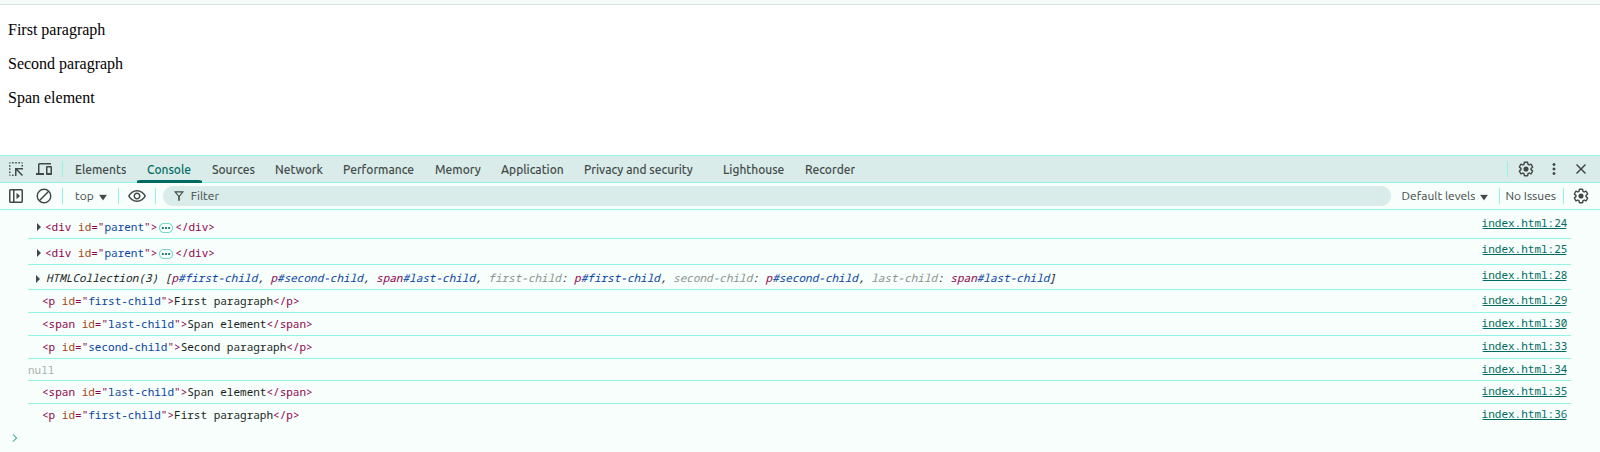 First paragraph
Second paragraph
Span element
Elements Console Sources Network Performance Memory Application Privacy and security Lighthouse Recorder
top Filter Default levels No Issues
<div id="parent">…</div> index.html:24
<div id="parent">…</div> index.html:25
HTMLCollection(3) [p#first-child, p#second-child, span#last-child, first-child: p#first-child, second-child: p#second-child, last-child: span#last-child] index.html:28
<p id="first-child">First paragraph</p> index.html:29
<span id="last-child">Span element</span> index.html:30
<p id="second-child">Second paragraph</p> index.html:33
null index.html:34
<span id="last-child">Span element</span> index.html:35
<p id="first-child">First paragraph</p> index.html:36